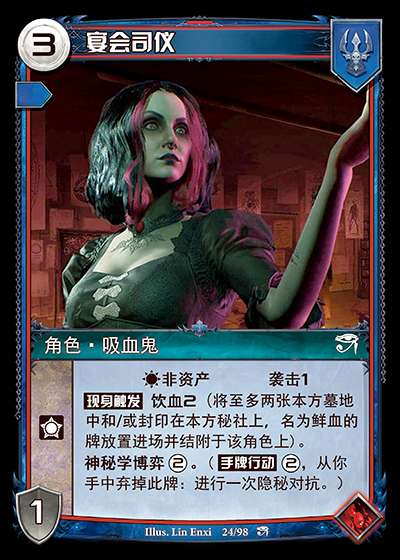 3 宴会司仪
角色・吸血鬼
非资产 袭击1
现身触发 饮血2（将至多两张本方墓地
中和/或封印在本方秘社上，名为鲜血的
牌放置进场并结附于该角色上）。
神秘学博弈②。（手牌行动 ②，从你
手中弃掉此牌：进行一次隐秘对抗。）
1
Illus. Lin Enxi 24/98